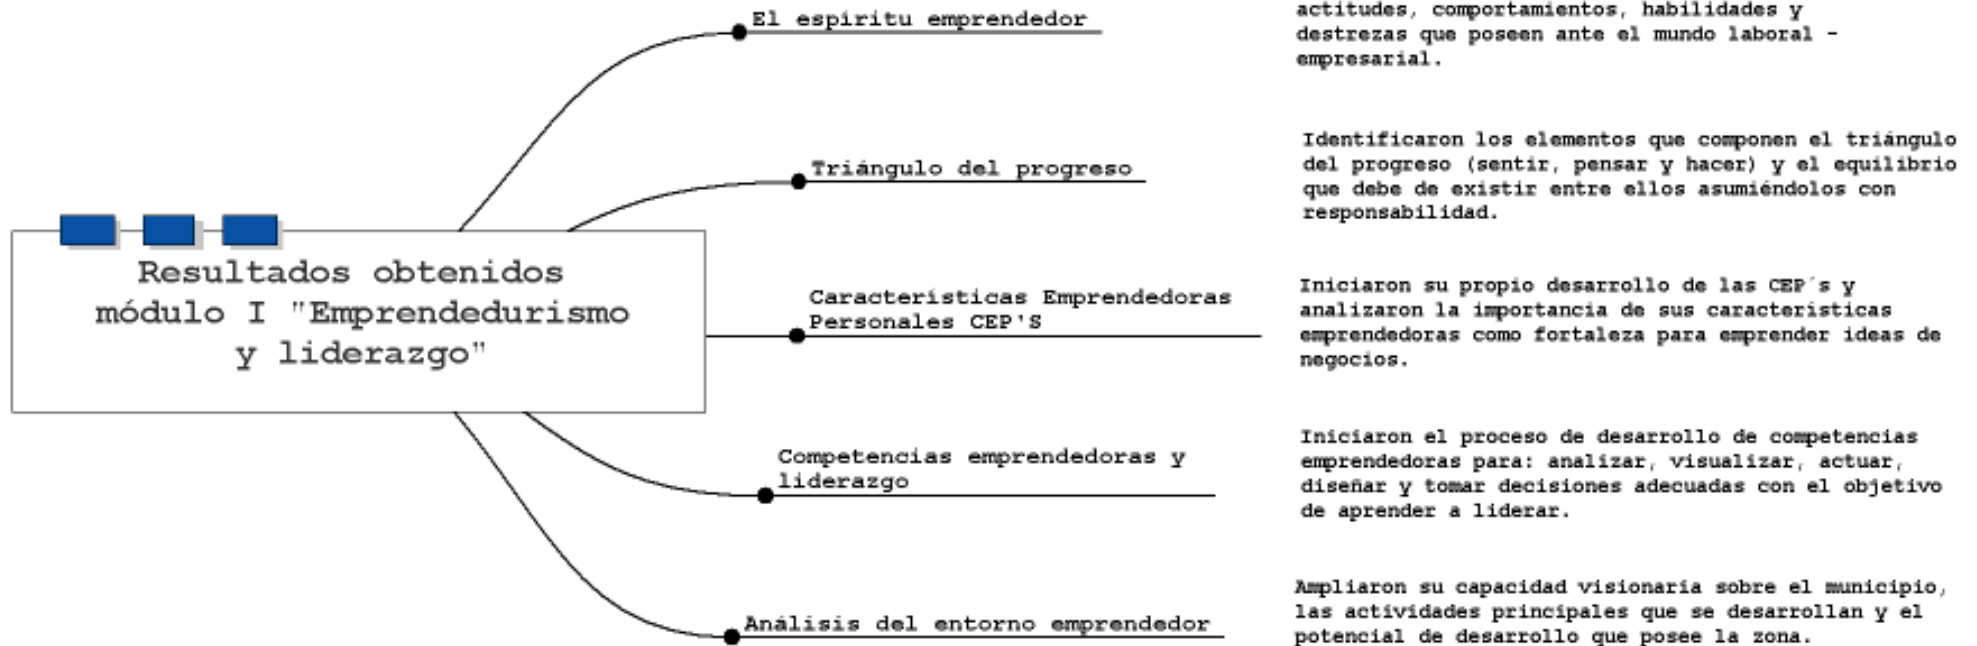 El espíritu emprendedor
actitudes, comportamientos, habilidades y
destrezas que poseen ante el mundo laboral -
empresarial.
Triángulo del progreso
Identificaron los elementos que componen el triángulo
del progreso (sentir, pensar y hacer) y el equilibrio
que debe de existir entre ellos asumiéndolos con
responsabilidad.
Resultados obtenidos
módulo I "Emprendedurismo
y liderazgo"
Características Emprendedoras
Personales CEP'S
Iniciaron su propio desarrollo de las CEP´s y
analizaron la importancia de sus características
emprendedoras como fortaleza para emprender ideas de
negocios.
Competencias emprendedoras y
liderazgo
Iniciaron el proceso de desarrollo de competencias
emprendedoras para: analizar, visualizar, actuar,
diseñar y tomar decisiones adecuadas con el objetivo
de aprender a liderar.
Análisis del entorno emprendedor
Ampliaron su capacidad visionaria sobre el municipio,
las actividades principales que se desarrollan y el
potencial de desarrollo que posee la zona.